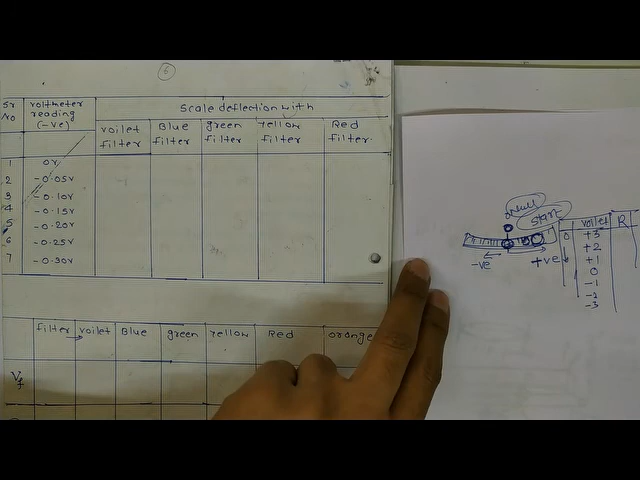 8
Sr No
voltmeter reading (-ve)
Scale deflection with
voilet filter
Blue filter
green filter
yellow filter
Red filter.
1 0v
2 -0.05v
3 -0.10v
4 -0.15v
5 -0.20v
6 -0.25v
7 -0.30v
filter voilet Blue green yellow Red orange
Vf
start
-ve
+ve
voilet R
0 +3
+2
+1
0
-1
-2
-3